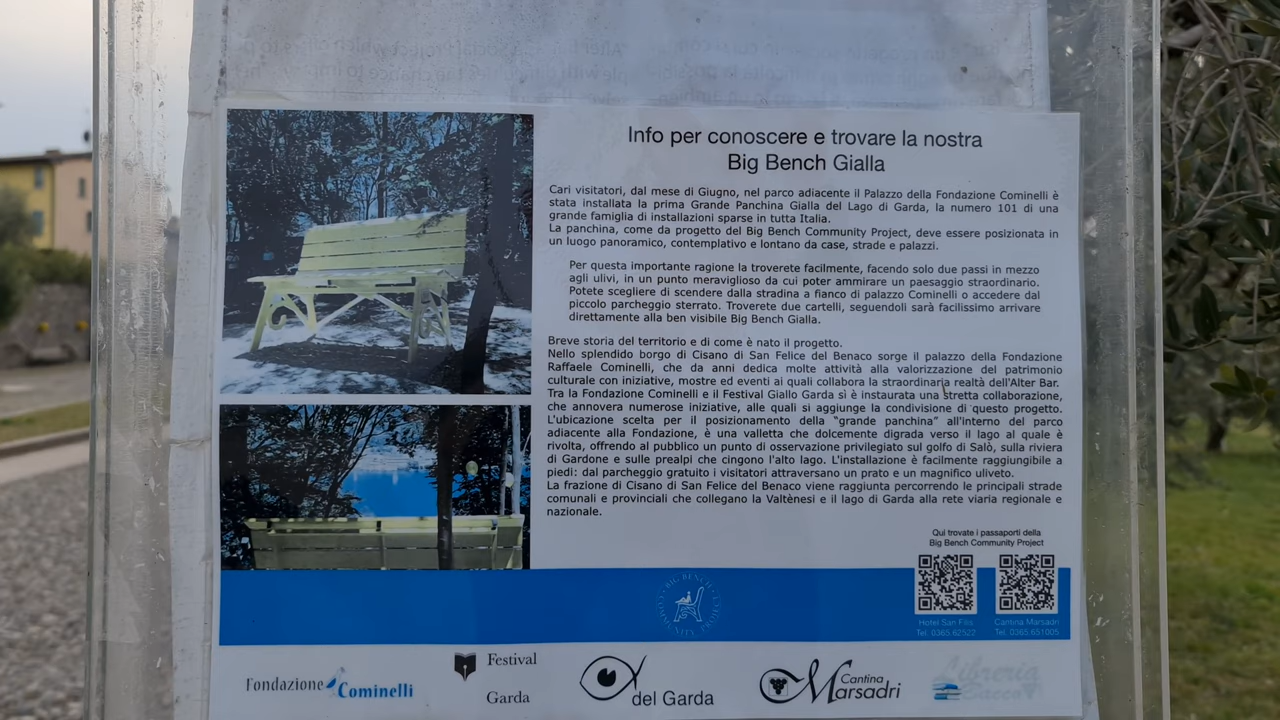 Info per conoscere e trovare la nostra
Big Bench Gialla
Cari visitatori, dal mese di Giugno, nel parco adiacente il Palazzo della Fondazione Cominelli è
stata installata la prima Grande Panchina Gialla del Lago di Garda, la numero 101 di una
grande famiglia di installazioni sparse in tutta Italia.
La panchina, come da progetto del Big Bench Community Project, deve essere posizionata in
un luogo panoramico, contemplativo e lontano da case, strade e palazzi.
Per questa importante ragione la troverete facilmente, facendo solo due passi in mezzo
agli ulivi, in un punto meraviglioso da cui poter ammirare un paesaggio straordinario.
Potete scegliere di scendere dalla stradina a fianco di palazzo Cominelli o accedere dal
piccolo parcheggio sterrato. Troverete due cartelli, seguendoli sarà facilissimo arrivare
direttamente alla ben visibile Big Bench Gialla.
Breve storia del territorio e di come è nato il progetto.
Nello splendido borgo di Cisano di San Felice del Benaco sorge il palazzo della Fondazione
Raffaele Cominelli, che da anni dedica molte attività alla valorizzazione del patrimonio
culturale con iniziative, mostre ed eventi ai quali collabora la straordinaria realtà dell'Alter Bar.
Tra la Fondazione Cominelli e il Festival Giallo Garda sì è instaurata una stretta collaborazione,
che annovera numerose iniziative, alle quali si aggiunge la condivisione di questo progetto.
L'ubicazione scelta per il posizionamento della "grande panchina" all'interno del parco
adiacente alla Fondazione, è una valletta che dolcemente digrada verso il lago al quale è
rivolta, offrendo al pubblico un punto di osservazione privilegiato sul golfo di Salò, sulla riviera
di Gardone e sulle prealpi che cingono l'alto lago. L'installazione è facilmente raggiungibile a
piedi: dal parcheggio gratuito i visitatori attraversano un prato e un magnifico uliveto.
La frazione di Cisano di San Felice del Benaco viene raggiunta percorrendo le principali strade
comunali e provinciali che collegano la Valtènesi e il lago di Garda alla rete viaria regionale e
nazionale.
Qui trovate i passaporti della
Big Bench Community Project
Hotel San Filis
Tel. 0365.62522
Cantina Marsadri
Tel. 0365.651005
BIG BENCH COMMUNITY PROJECT
Fondazione Cominelli
Festival
Garda
del Garda
Cantina
Marsadri
Libreria